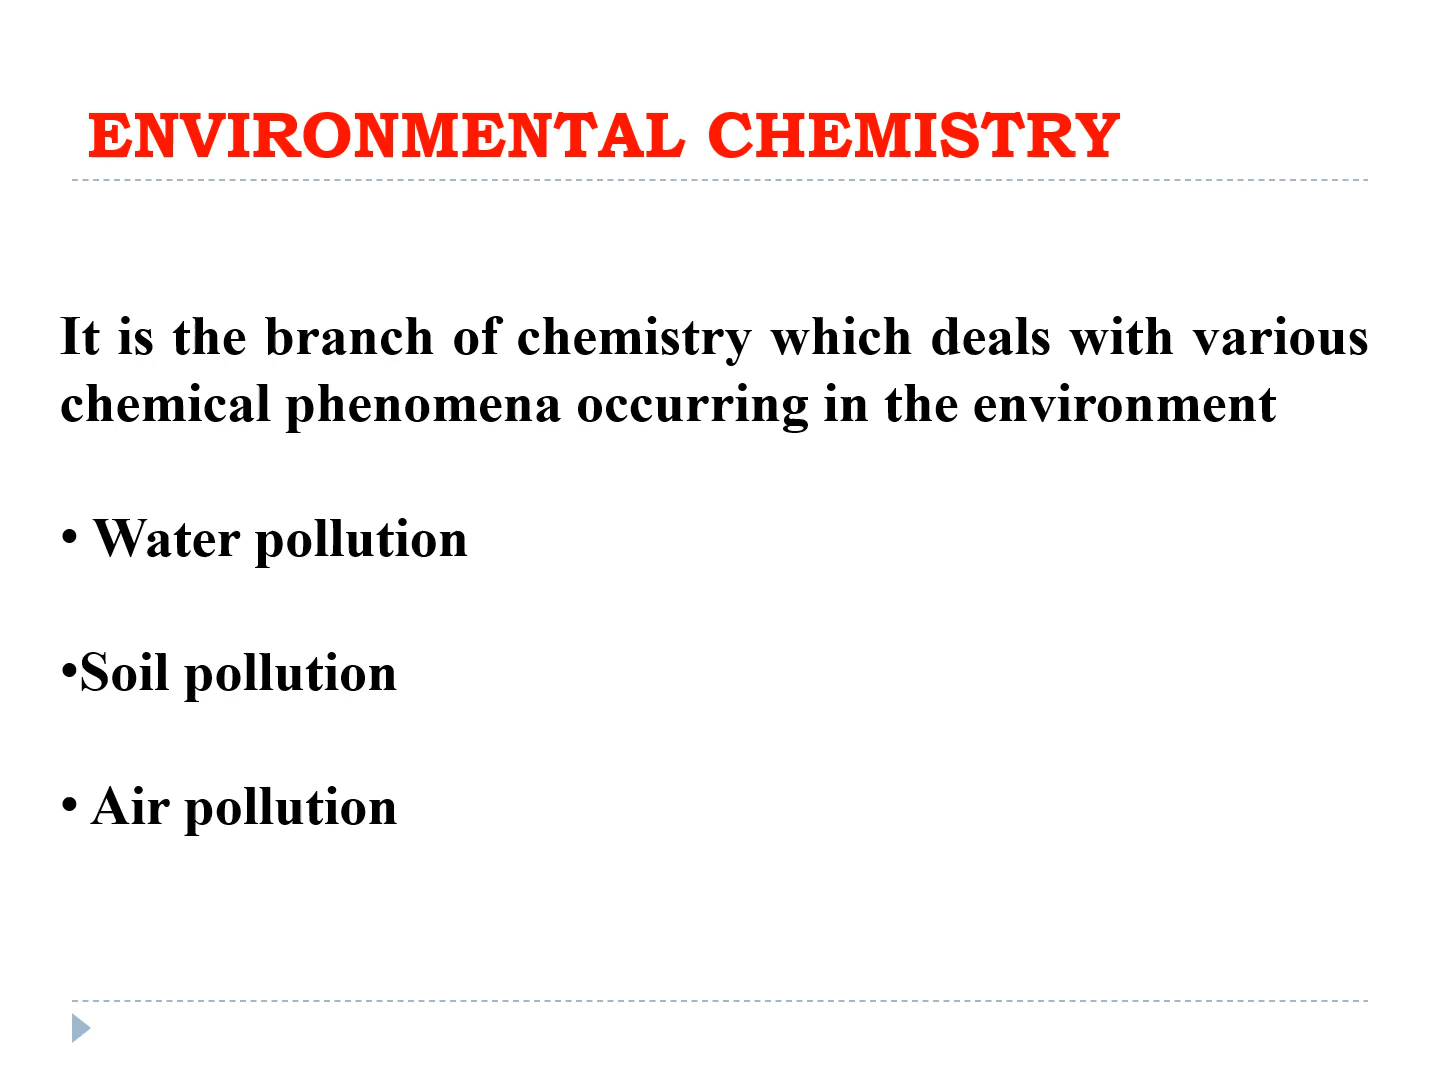 ENVIRONMENTAL CHEMISTRY
It is the branch of chemistry which deals with various
chemical phenomena occurring in the environment
• Water pollution
•Soil pollution
• Air pollution